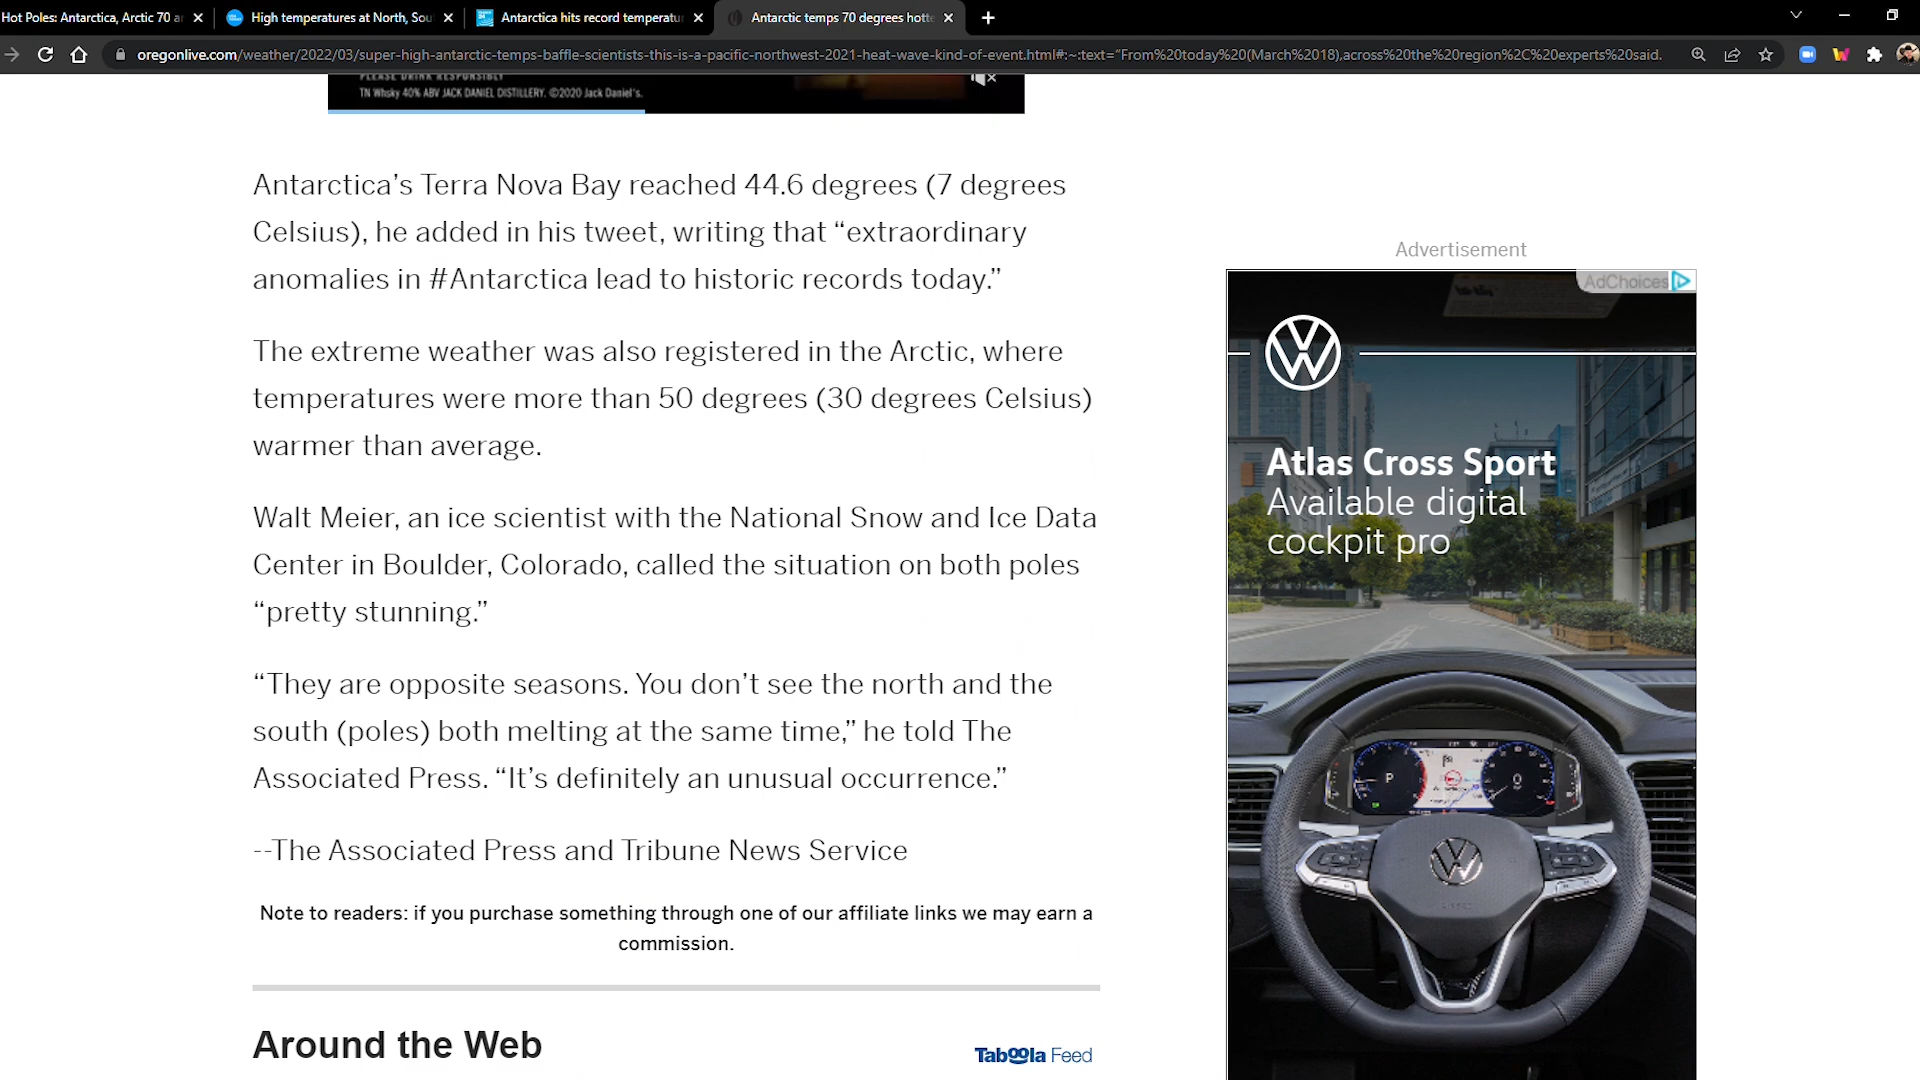 Hot Poles: Antarctica, Arctic 70 a
High temperatures at North, Sou
Antarctica hits record temperatu
Antarctic temps 70 degrees hotte
oregonlive.com/weather/2022/03/super-high-antarctic-temps-baffle-scientists-this-is-a-pacific-northwest-2021-heat-wave-kind-of-event.html#:~:text="From%20today%20(March%2018),across%20the%20region%2C%20experts%20said.
PLEASE DRINK RESPONSIBLY
TN Whisky 40% ABV JACK DANIEL DISTILLERY. ©2020 Jack Daniel's.
Antarctica’s Terra Nova Bay reached 44.6 degrees (7 degrees
Celsius), he added in his tweet, writing that “extraordinary
anomalies in #Antarctica lead to historic records today.”
The extreme weather was also registered in the Arctic, where
temperatures were more than 50 degrees (30 degrees Celsius)
warmer than average.
Walt Meier, an ice scientist with the National Snow and Ice Data
Center in Boulder, Colorado, called the situation on both poles
“pretty stunning.”
“They are opposite seasons. You don’t see the north and the
south (poles) both melting at the same time,” he told The
Associated Press. “It’s definitely an unusual occurrence.”
--The Associated Press and Tribune News Service
Note to readers: if you purchase something through one of our affiliate links we may earn a
commission.
Around the Web
Taboola Feed
Advertisement
AdChoices
Atlas Cross Sport
Available digital
cockpit pro
P
0